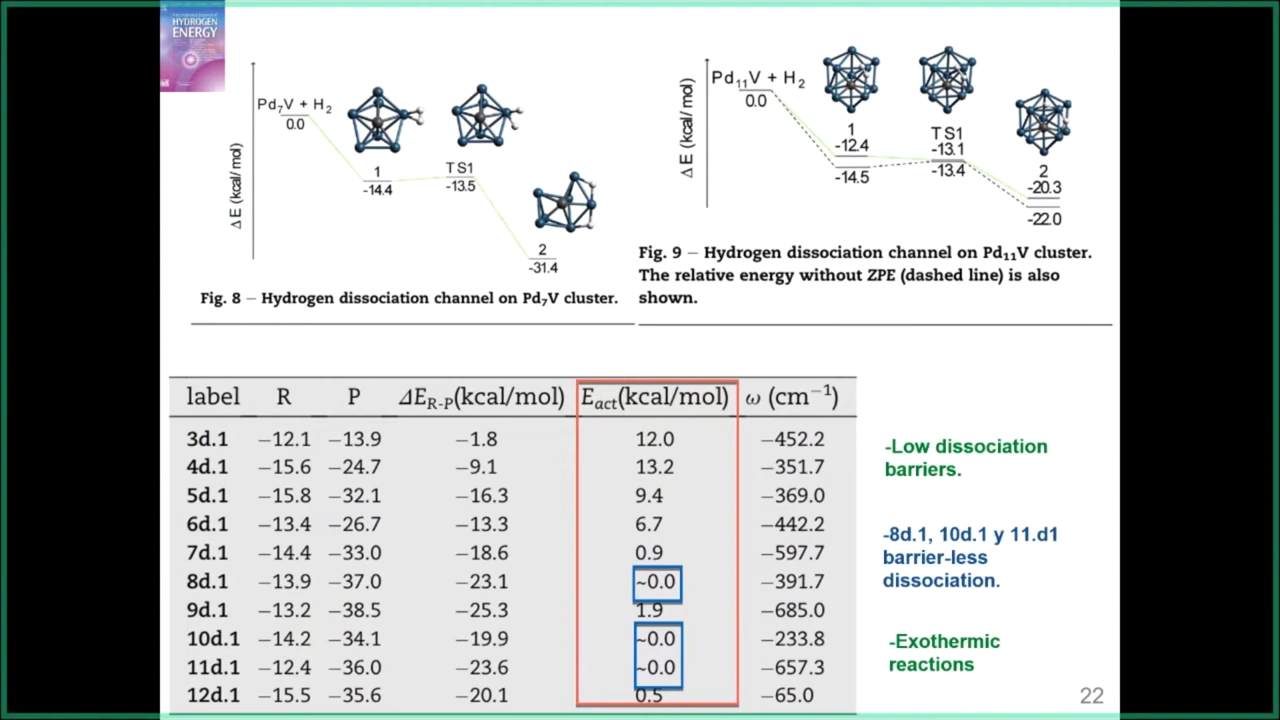 HYDROGEN
ENERGY
Pd7V + H2
0.0
1
-14.4
TS1
-13.5
2
-31.4
ΔE (kcal/mol)
Fig. 8 – Hydrogen dissociation channel on Pd7V cluster.
Pd11V + H2
0.0
1
-12.4
-14.5
TS1
-13.1
-13.4
2
-20.3
-22.0
ΔE (kcal/mol)
Fig. 9 – Hydrogen dissociation channel on Pd11V cluster.
The relative energy without ZPE (dashed line) is also
shown.
label R P ΔE_R-P(kcal/mol) E_act(kcal/mol) ω (cm⁻¹)
3d.1 −12.1 −13.9 −1.8 12.0 −452.2
4d.1 −15.6 −24.7 −9.1 13.2 −351.7
5d.1 −15.8 −32.1 −16.3 9.4 −369.0
6d.1 −13.4 −26.7 −13.3 6.7 −442.2
7d.1 −14.4 −33.0 −18.6 0.9 −597.7
8d.1 −13.9 −37.0 −23.1 ~0.0 −391.7
9d.1 −13.2 −38.5 −25.3 1.9 −685.0
10d.1 −14.2 −34.1 −19.9 ~0.0 −233.8
11d.1 −12.4 −36.0 −23.6 ~0.0 −657.3
12d.1 −15.5 −35.6 −20.1 0.5 −65.0
-Low dissociation
barriers.
-8d.1, 10d.1 y 11.d1
barrier-less
dissociation.
-Exothermic
reactions
22